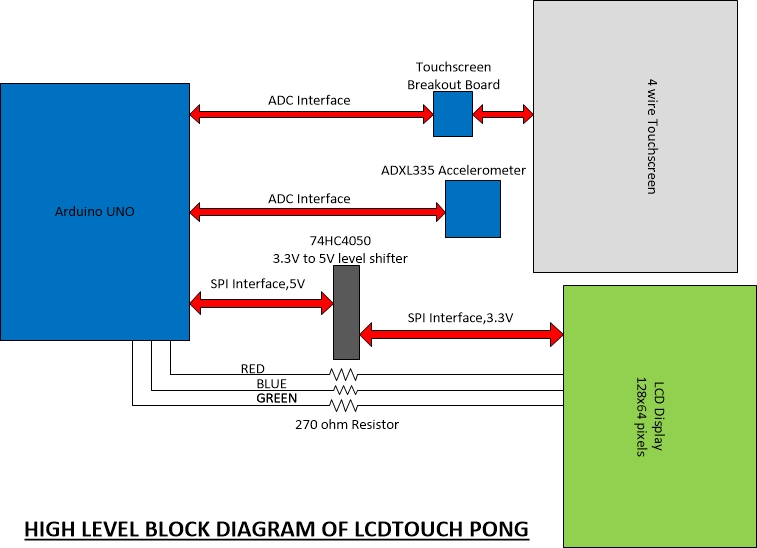 Touchscreen
Breakout Board
4 wire Touchscreen
ADC Interface
ADXL335 Accelerometer
ADC Interface
Arduino UNO
74HC4050
3.3V to 5V level shifter
SPI Interface,5V
SPI Interface,3.3V
LCD Display
128x64 pixels
RED
BLUE
GREEN
270 ohm Resistor
HIGH LEVEL BLOCK DIAGRAM OF LCDTOUCH PONG